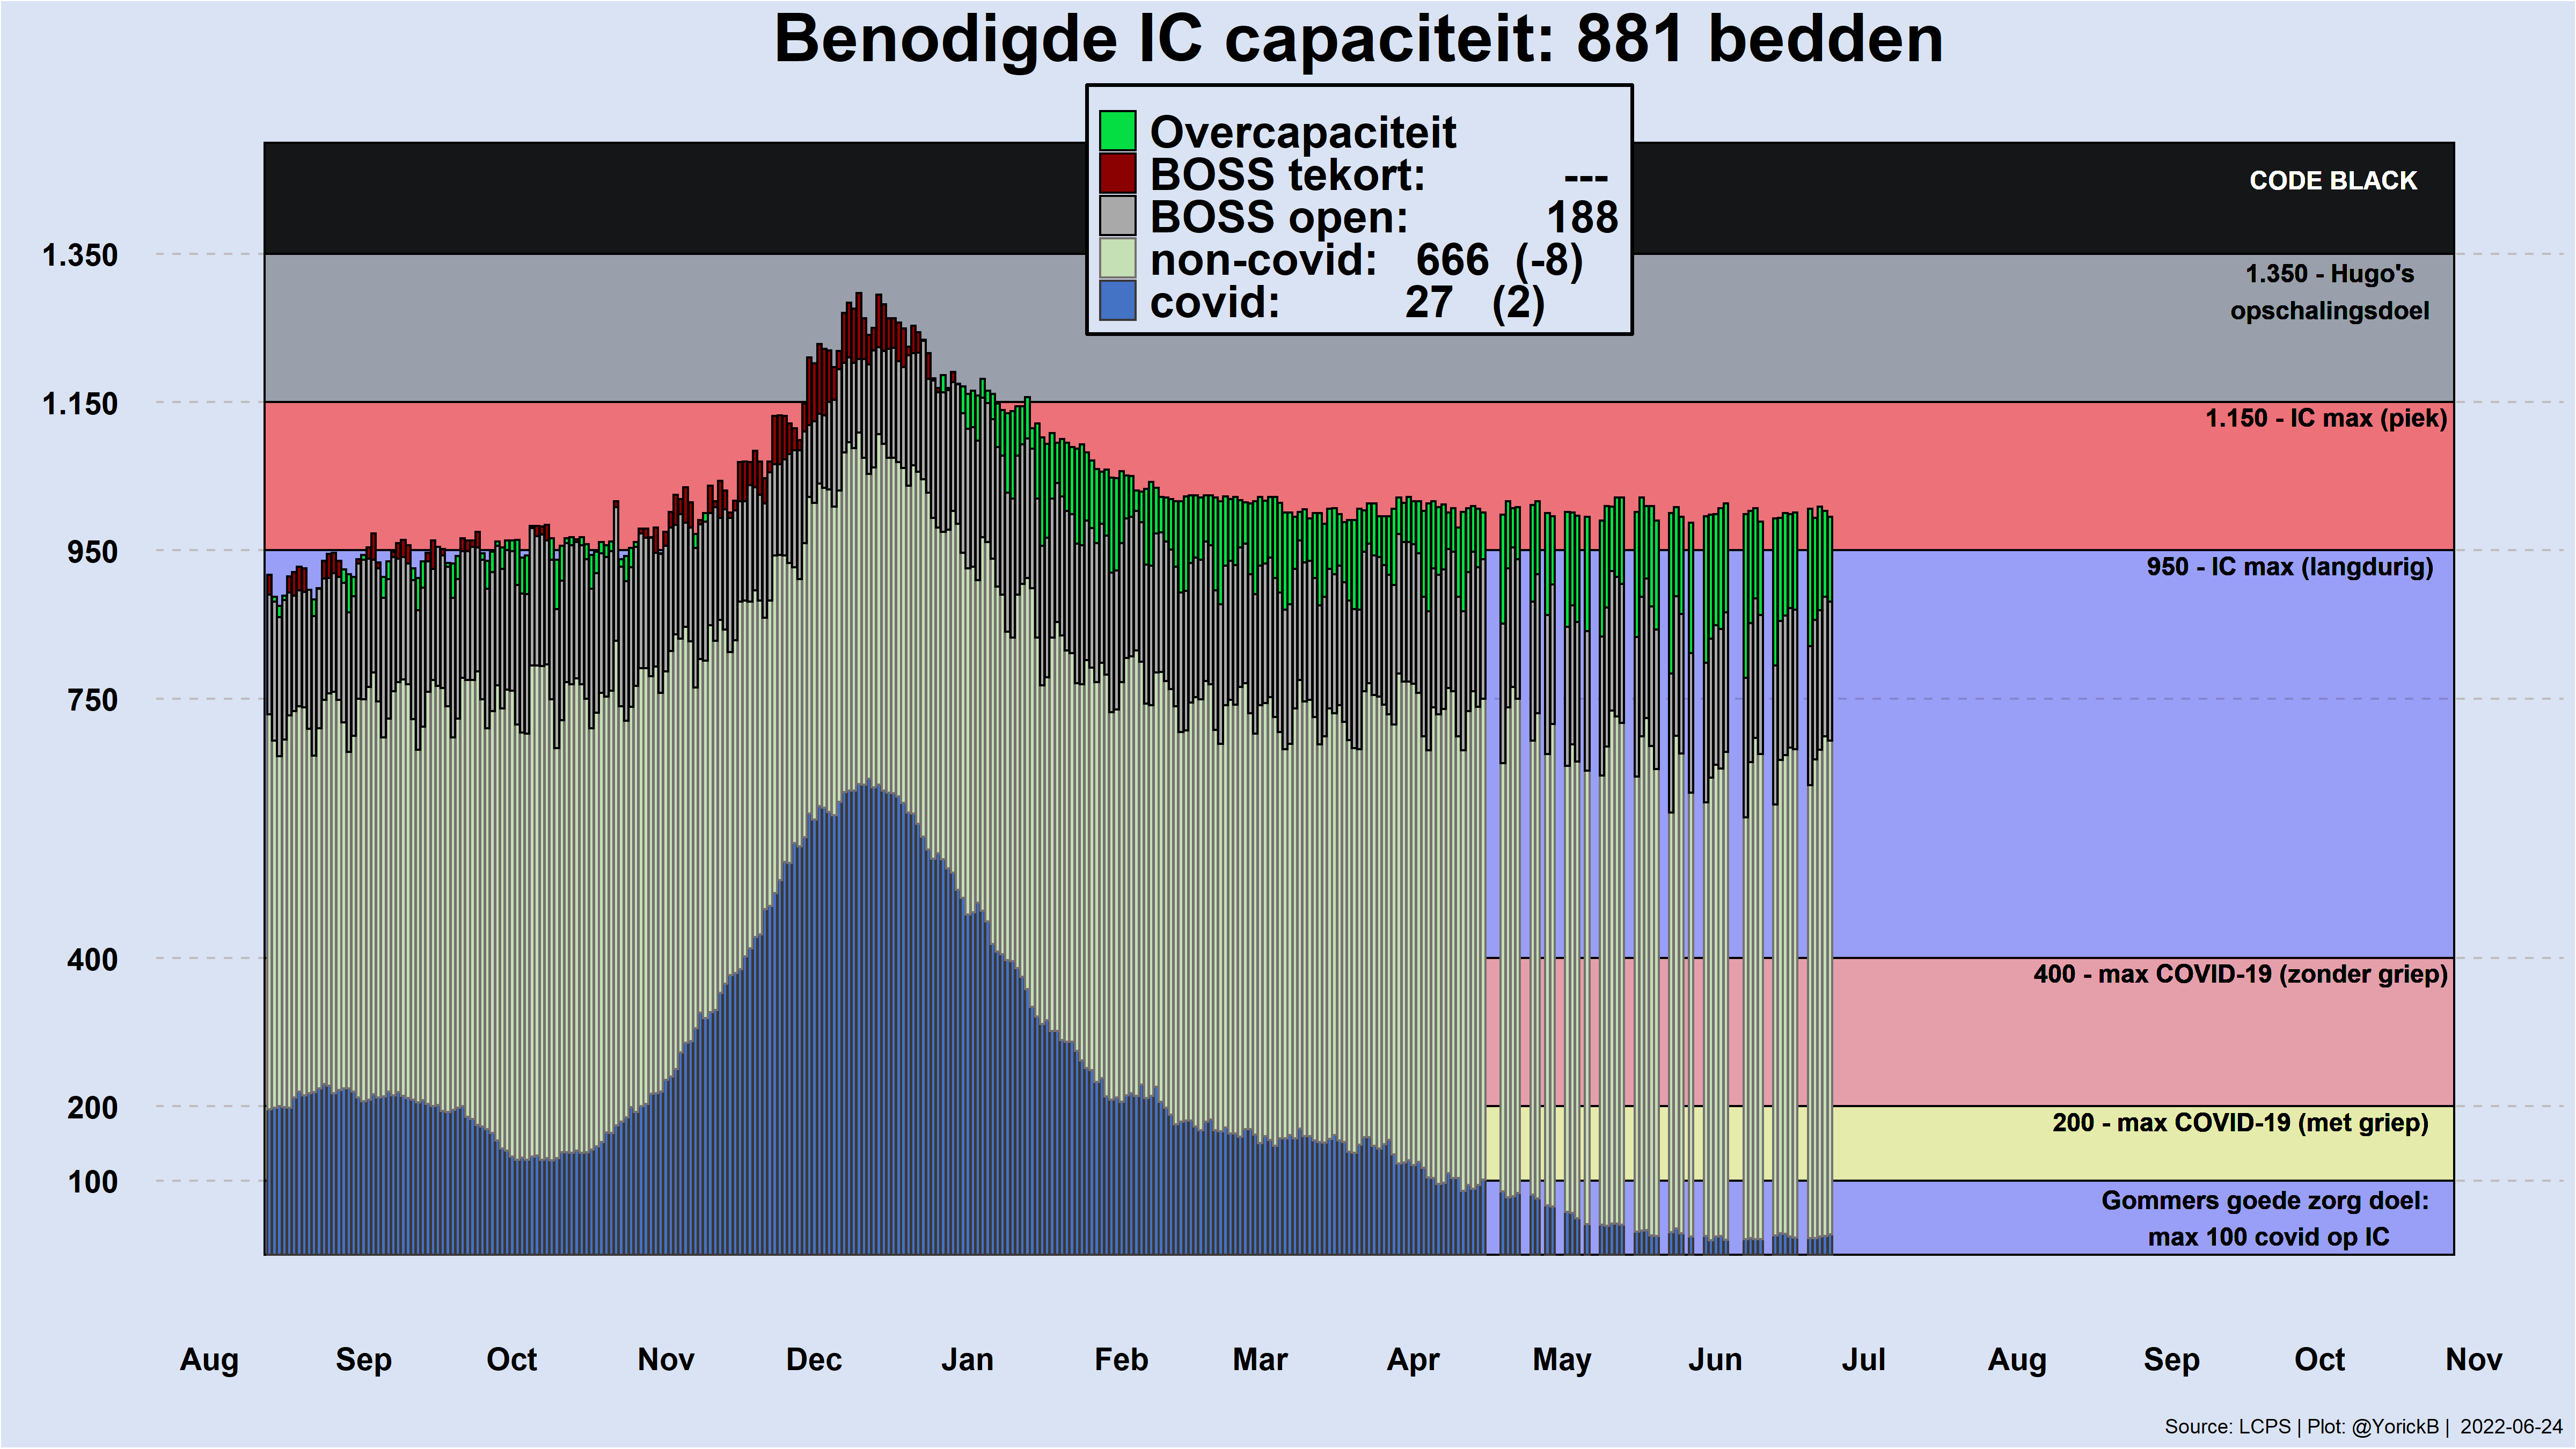 Benodigde IC capaciteit: 881 bedden
Overcapaciteit
BOSS tekort: ---
BOSS open: 188
non-covid: 666 (-8)
covid: 27 (2)
CODE BLACK
1.350
1.350 - Hugo's
opschalingsdoel
1.150
1.150 - IC max (piek)
950
950 - IC max (langdurig)
750
400
400 - max COVID-19 (zonder griep)
200
200 - max COVID-19 (met griep)
100
Gommers goede zorg doel:
max 100 covid op IC
Aug Sep Oct Nov Dec Jan Feb Mar Apr May Jun Jul Aug Sep Oct Nov
Source: LCPS | Plot: @YorickB | 2022-06-24